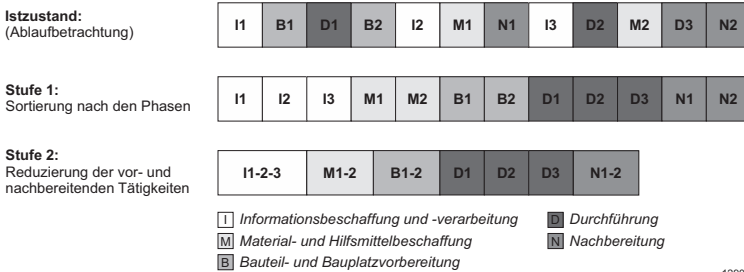 Istzustand:
(Ablaufbetrachtung)
I1 B1 D1 B2 I2 M1 N1 I3 D2 M2 D3 N2
Stufe 1:
Sortierung nach den Phasen
I1 I2 I3 M1 M2 B1 B2 D1 D2 D3 N1 N2
Stufe 2:
Reduzierung der vor- und
nachbereitenden Tätigkeiten
I1-2-3 M1-2 B1-2 D1 D2 D3 N1-2
I Informationsbeschaffung und -verarbeitung D Durchführung
M Material- und Hilfsmittelbeschaffung N Nachbereitung
B Bauteil- und Bauplatzvorbereitung